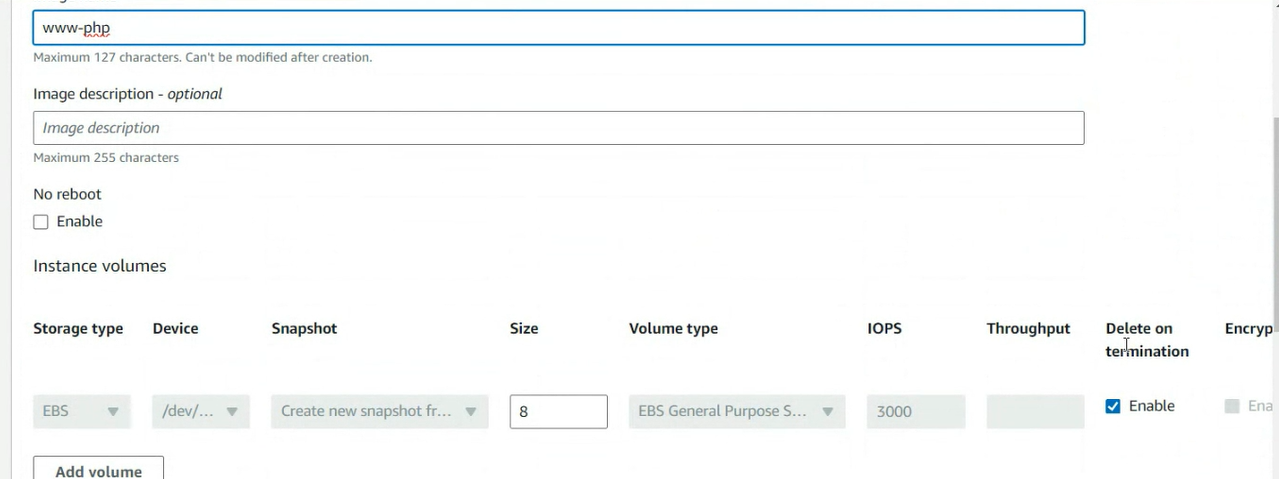 www-php
Maximum 127 characters. Can't be modified after creation.
Image description - optional
Image description
Maximum 255 characters
No reboot
Enable
Instance volumes
Storage type Device Snapshot Size Volume type IOPS Throughput Delete on termination Encryp
EBS /dev/... Create new snapshot fr... 8 EBS General Purpose S... 3000 Enable Ena
Add volume